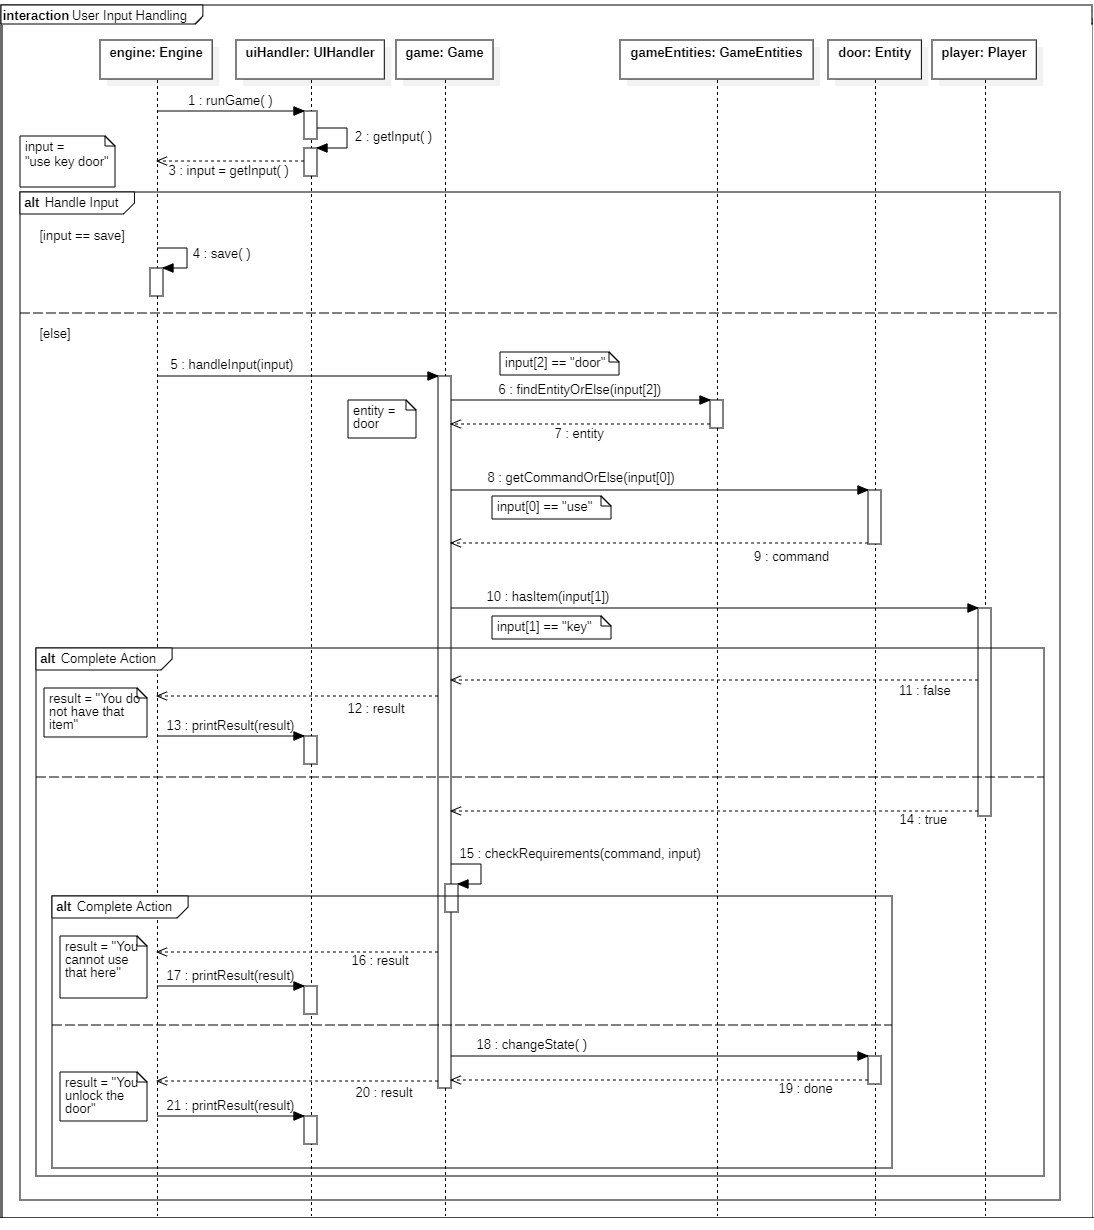 interaction User Input Handling
engine: Engine
uiHandler: UIHandler
game: Game
gameEntities: GameEntities
door: Entity
player: Player
1 : runGame( )
2 : getInput( )
input =
"use key door"
3 : input = getInput( )
alt Handle Input
[input == save]
4 : save( )
[else]
5 : handleInput(input)
input[2] == "door"
6 : findEntityOrElse(input[2])
entity =
door
7 : entity
8 : getCommandOrElse(input[0])
input[0] == "use"
9 : command
10 : hasItem(input[1])
input[1] == "key"
alt Complete Action
11 : false
result = "You do
not have that
item"
12 : result
13 : printResult(result)
14 : true
15 : checkRequirements(command, input)
alt Complete Action
result = "You
cannot use
that here"
16 : result
17 : printResult(result)
18 : changeState( )
result = "You
unlock the
door"
19 : done
20 : result
21 : printResult(result)